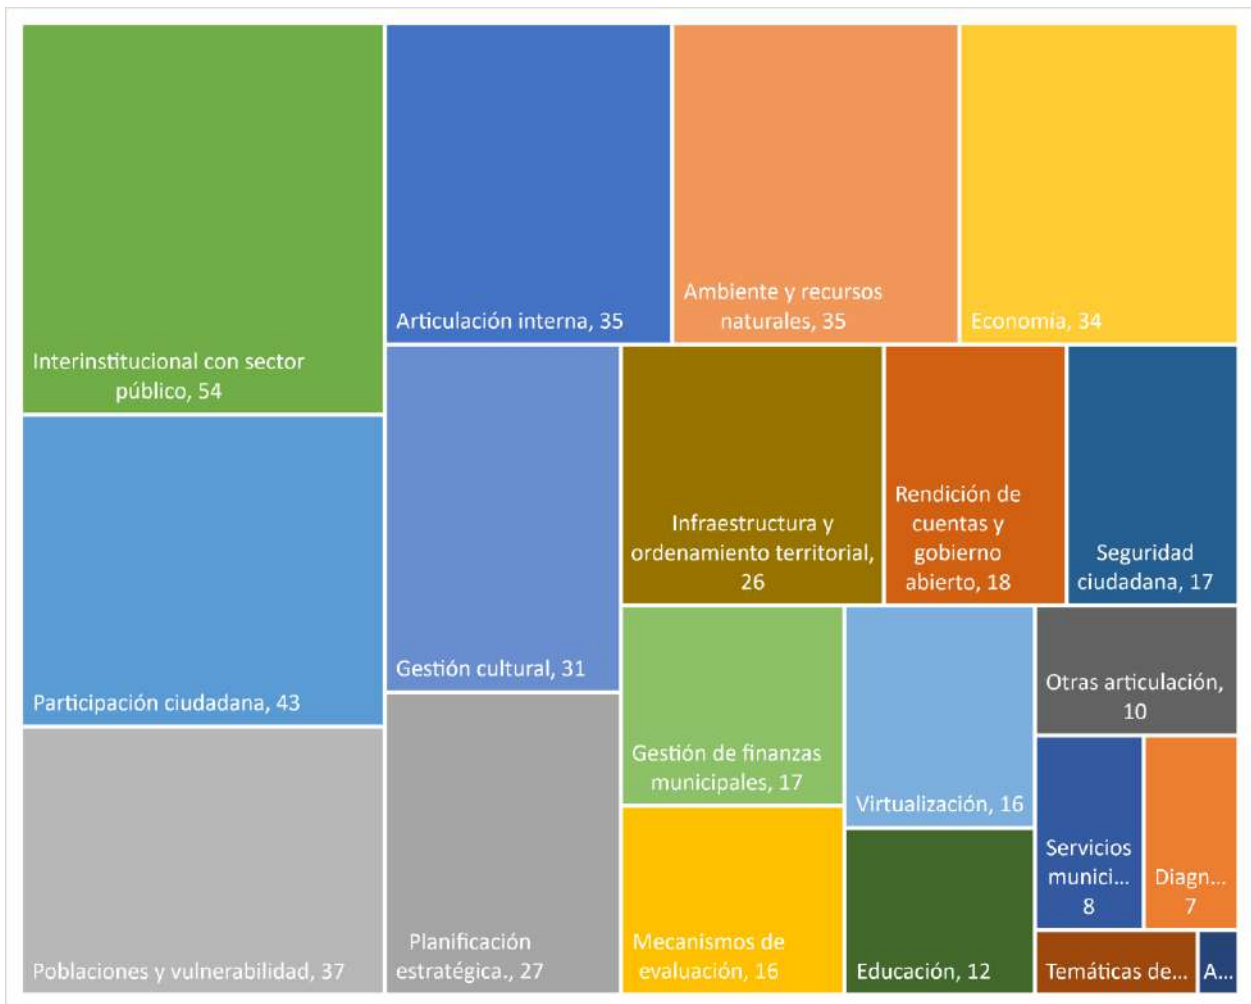 Interinstitucional con sector
público, 54
Participación ciudadana, 43
Poblaciones y vulnerabilidad, 37
Articulación interna, 35
Ambiente y recursos
naturales, 35
Economía, 34
Gestión cultural, 31
Planificación
estratégica., 27
Infraestructura y
ordenamiento territorial,
26
Rendición de
cuentas y
gobierno
abierto, 18
Seguridad
ciudadana, 17
Gestión de finanzas
municipales, 17
Mecanismos de
evaluación, 16
Virtualización, 16
Educación, 12
Otras articulación,
10
Servicios
munici...
8
Diagn...
7
Temáticas de...
A...